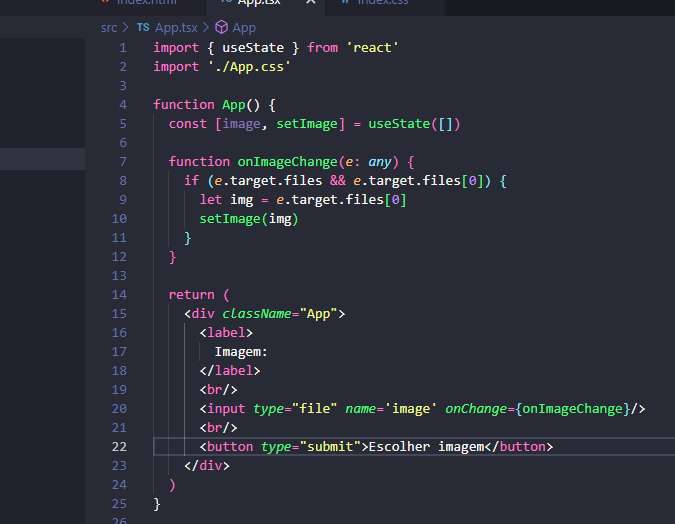 index.html TS App.tsx # index.css
src > TS App.tsx > App
1 import { useState } from 'react'
2 import './App.css'
3
4 function App() {
5 const [image, setImage] = useState([])
6
7 function onImageChange(e: any) {
8 if (e.target.files && e.target.files[0]) {
9 let img = e.target.files[0]
10 setImage(img)
11 }
12 }
13
14 return (
15 <div className="App">
16 <label>
17 Imagem:
18 </label>
19 <br/>
20 <input type="file" name='image' onChange={onImageChange}/>
21 <br/>
22 <button type="submit">Escolher imagem</button>
23 </div>
24 )
25 }
26